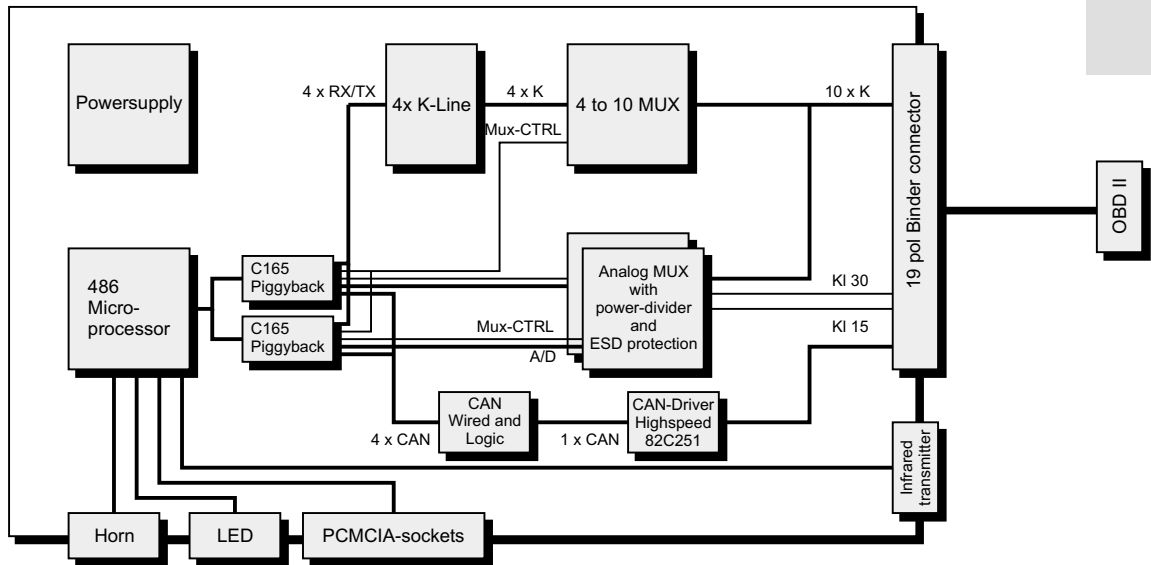 Powersupply
4 x RX/TX
4x K-Line
4 x K
4 to 10 MUX
10 x K
Mux-CTRL
19 pol Binder connector
OBD II
486
Micro-
processor
C165
Piggyback
C165
Piggyback
Mux-CTRL
A/D
Analog MUX
with
power-divider
and
ESD protection
KI 30
KI 15
4 x CAN
CAN
Wired and
Logic
1 x CAN
CAN-Driver
Highspeed
82C251
Infrared
transmitter
Horn
LED
PCMCIA-sockets